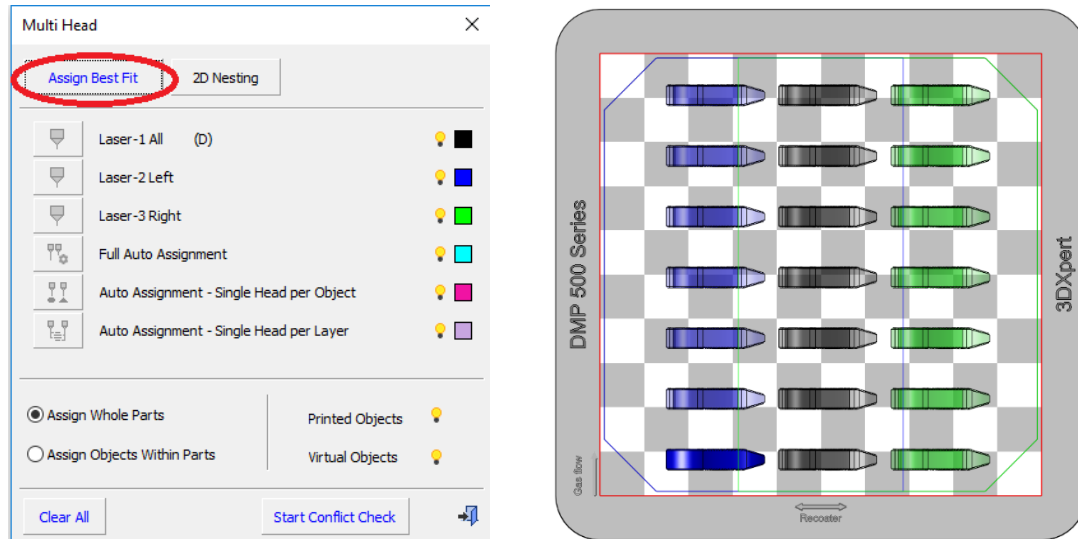 Multi Head
Assign Best Fit
2D Nesting
Laser-1 All (D)
Laser-2 Left
Laser-3 Right
Full Auto Assignment
Auto Assignment - Single Head per Object
Auto Assignment - Single Head per Layer
Assign Whole Parts
Printed Objects
Assign Objects Within Parts
Virtual Objects
Clear All
Start Conflict Check
DMP 500 Series
3DXpert
Gas flow
Recoater